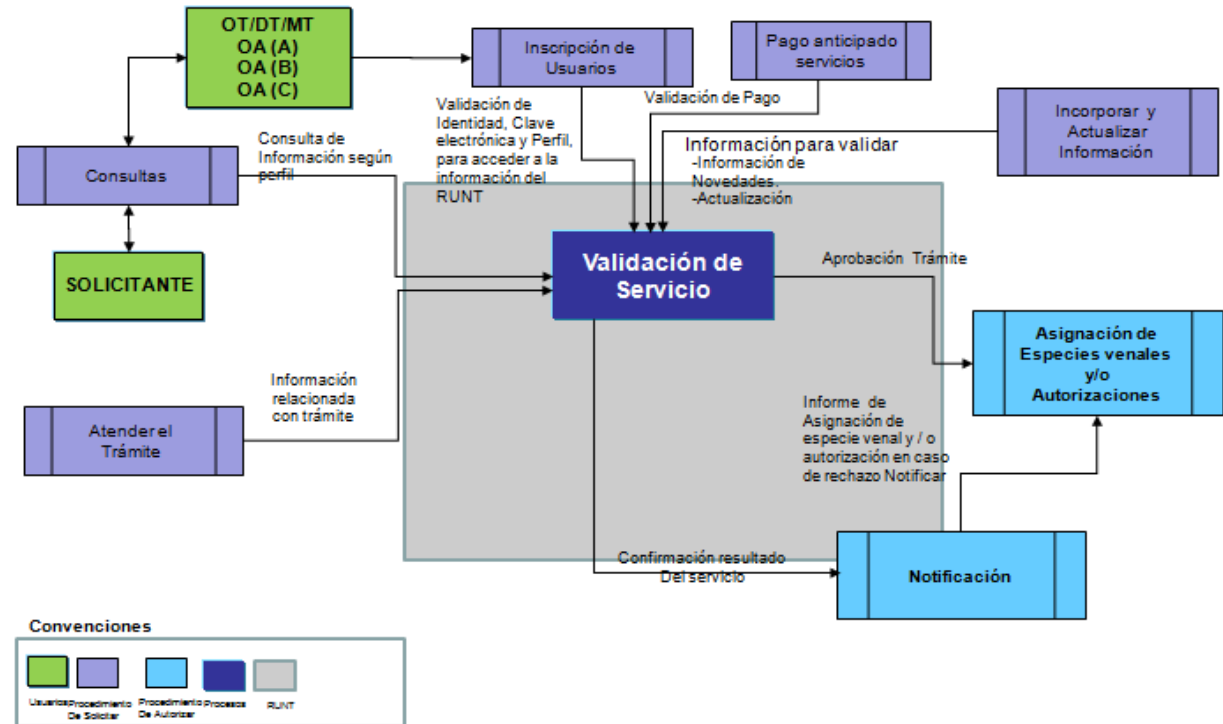 OT/DT/MT
OA (A)
OA (B)
OA (C)
Inscripción de
Usuarios
Pago anticipado
servicios
Validación de
Identidad, Clave
electrónica y Perfil,
para acceder a la
información del
RUNT
Validación de Pago
Incorporar y
Actualizar
Información
Consulta de
Información según
perfil
Información para validar
-Información de
Novedades.
-Actualización
Consultas
Validación de
Servicio
Aprobación Trámite
SOLICITANTE
Asignación de
Especies venales
y/o
Autorizaciones
Información
relacionada
con trámite
Atender el
Trámite
Informe de
Asignación de
especie venal y / o
autorización en caso
de rechazo Notificar
Confirmación resultado
Del servicio
Notificación
Convenciones
Usuarios
Procedimiento
De Solicitar
Procedimiento
De Autorizar
Procesos
RUNT